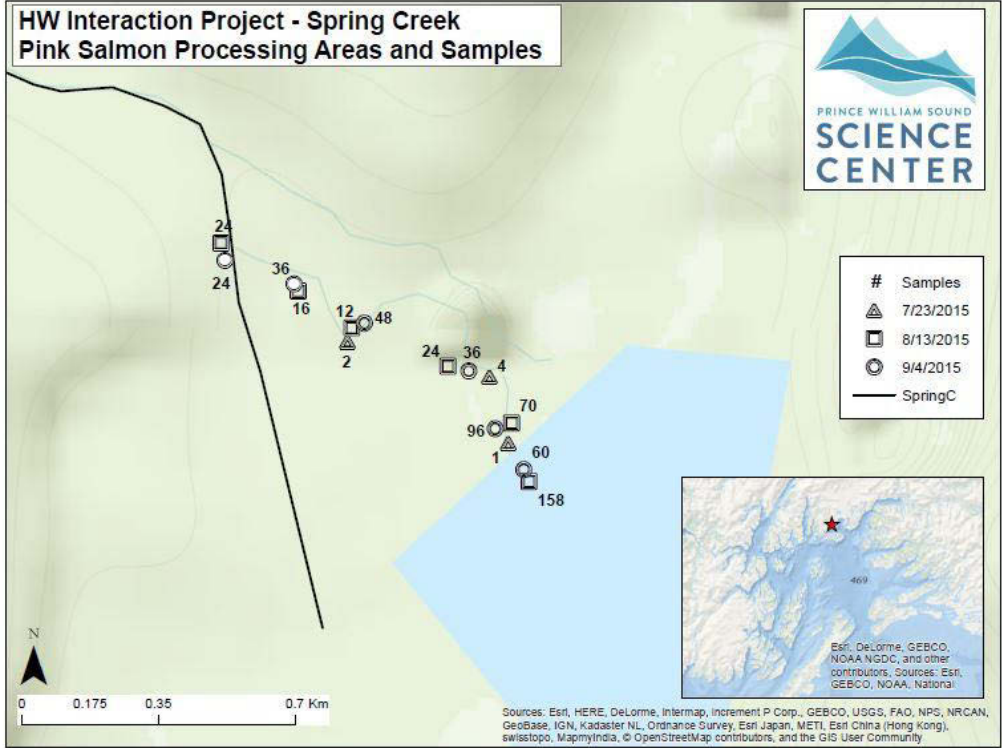 HW Interaction Project - Spring Creek
Pink Salmon Processing Areas and Samples
PRINCE WILLIAM SOUND
SCIENCE
CENTER
24
24
36
16
12
48
2
24
36
4
70
96
1
60
158
# Samples
7/23/2015
8/13/2015
9/4/2015
SpringC
469
Esri, DeLorme, GEBCO,
NOAA NGDC, and other
contributors, Sources: Esri,
GEBCO, NOAA, National
N
0 0.175 0.35 0.7 Km
Sources: Esri, HERE, DeLorme, Intermap, increment P Corp., GEBCO, USGS, FAO, NPS, NRCAN,
GeoBase, IGN, Kadaster NL, Ordnance Survey, Esri Japan, METI, Esri China (Hong Kong),
swisstopo, MapmyIndia, © OpenStreetMap contributors, and the GIS User Community